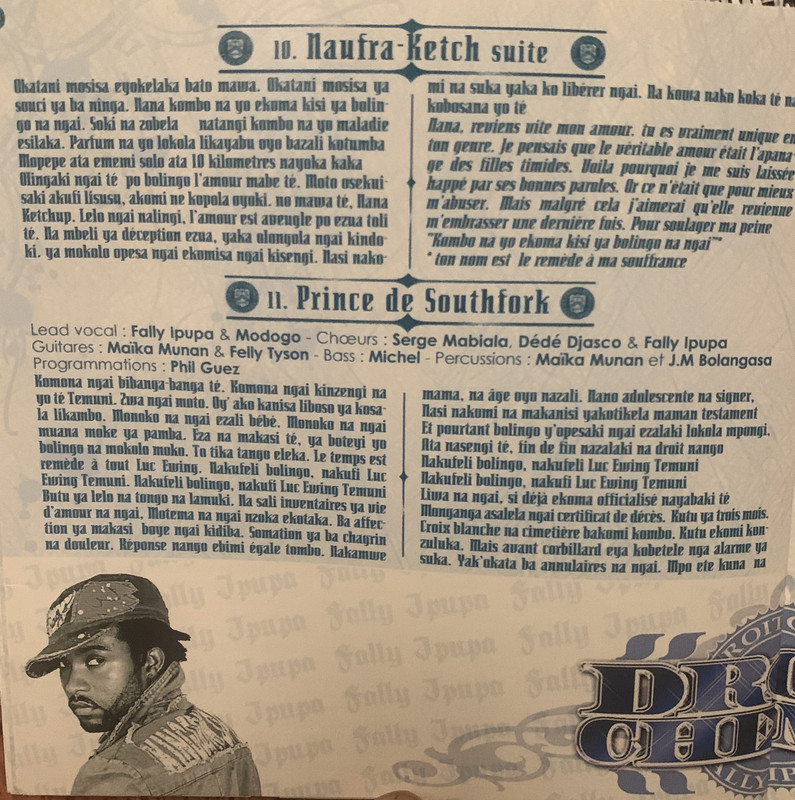 10. Naufra-Ketch suite
Okatani mosisa eyokelaka bato mawa. Okatani mosisa ya
souci ya ba ninga. Nana kombo na yo ekoma kisi ya bolin-
go na ngai. Soki na zobela natangi kombo na yo maladie
esilaka. Parfum na yo lokola likayabu oyo bazali kotumba
Mopepe ata ememi solo ata 10 kilometres nayoka kaka
Olingaki ngai té po bolingo l'amour mabe té. Moto osekui-
saki akufi lisusu, akomi ne kopola oyoki. no mawa té, Nana
Ketchup. Lelo ngai nalingi, l'amour est aveugle po ezua loli
té. Na mbeli ya déception ezua, yaka olongola ngai kindo-
ki. ya mokolo opesa ngai ekomisa ngai kisengi. Nasi nako-
mi na suka yaka ko libérer ngai. Na kowa nako koka té na
kobosana yo té
Nana, reviens vite mon amour. tu es vraiment unique en
ton genre. Je pensais que le véritable amour était l'apana-
ge des filles timides. Voila pourquoi je me suis laissée
happé par ses bonnes paroles. Or ce n'était que pour mieux
m'abuser. Mais malgré cela j'aimerai qu'elle revienne
m'embrasser une dernière fois. Pour soulager ma peine
"Kombo na yo ekoma kisi ya bolingo na ngai"*
* ton nom est le remède à ma souffrance
11. Prince de Southfork
Lead vocal : Fally Ipupa & Modogo - Chœurs : Serge Mabiala, Dédé Djasco & Fally Ipupa
Guitares : Maïka Munan & Felly Tyson - Bass : Michel - Percussions : Maïka Munan et J.M Bolangasa
Programmations : Phil Guez
Komona ngai bibanga-banga té. Komona ngai kinzengi na
yo té Temuni. Zwa ngai moto. Oy' ako kanisa liboso ya kosa-
la likambo. Monoko na ngai ezali bébé. Monoko na ngai
muana moke ya pamba. Eza na makasi té, ya boteyi yo
bolingo na mokolo moko. To tika tango eleka. Le temps est
remède à tout Luc Ewing. Nakufeli bolingo, nakufi Luc
Ewing Temuni. Nakufeli bolingo, nakufi Luc Ewing Temuni
Butu ya lelo na tongo na lamuki. Na sali inventaires ya vie
d'amour na ngai, Motema na ngai nzoka ekotaka. Ba affec-
tion ya makasi boye ngai kidiba. Somation ya ba chagrin
na douleur. Réponse nango ebimi égale tombo. Nakamwe
mama, na âge oyo nazali. Nano adolescente na signer,
Nasi nakomi na makanisi yakotikela maman testament
Et pourtant bolingo y'opesaki ngai ezalaki lokola mpongi.
Ata nasengi té, fin de fin nazalaki na droit nango
Nakufeli bolingo, nakufeli Luc Ewing Temuni
Nakufeli bolingo, nakufeli Luc Ewing Temuni
Liwa na ngai, si déjà ekoma officialisé nayabaki té
Monganga asalela ngai certificat de décès. Kutu ya trois mois.
Croix blanche na cimetière bakomi kombo. Kutu ekomi kon-
zuluka. Mais avant corbillard eya kobetele nga alarme ya
suka. Yak'okata ba annulaires na ngai. Mpo ete kuna na
Fally Ipupa
DROIT
CHEM